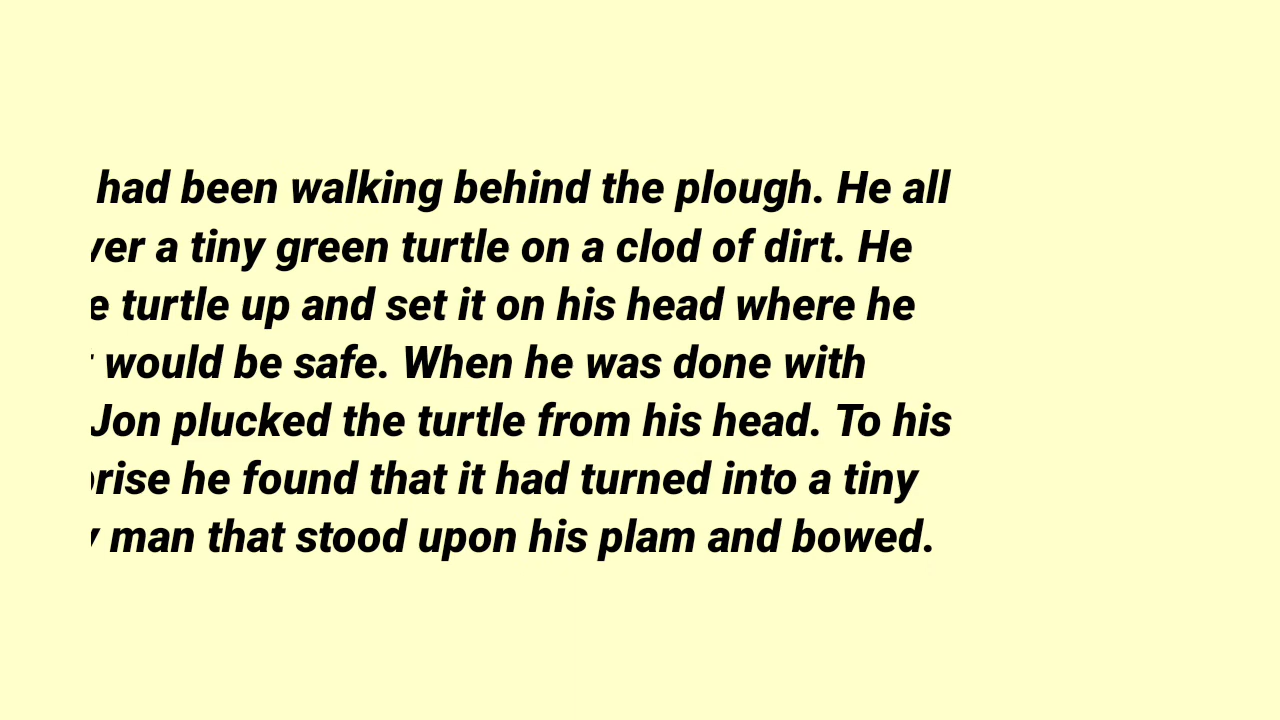 had been walking behind the plough. He all
a tiny green turtle on a clod of dirt. He
turtle up and set it on his head where he
would be safe. When he was done with
Jon plucked the turtle from his head. To his
he found that it had turned into a tiny
man that stood upon his plam and bowed.